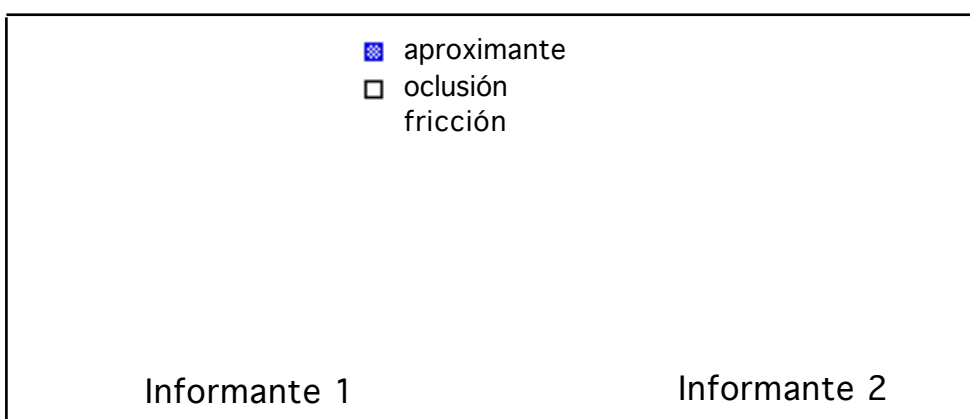 aproximante
oclusión
fricción
Informante 1
Informante 2